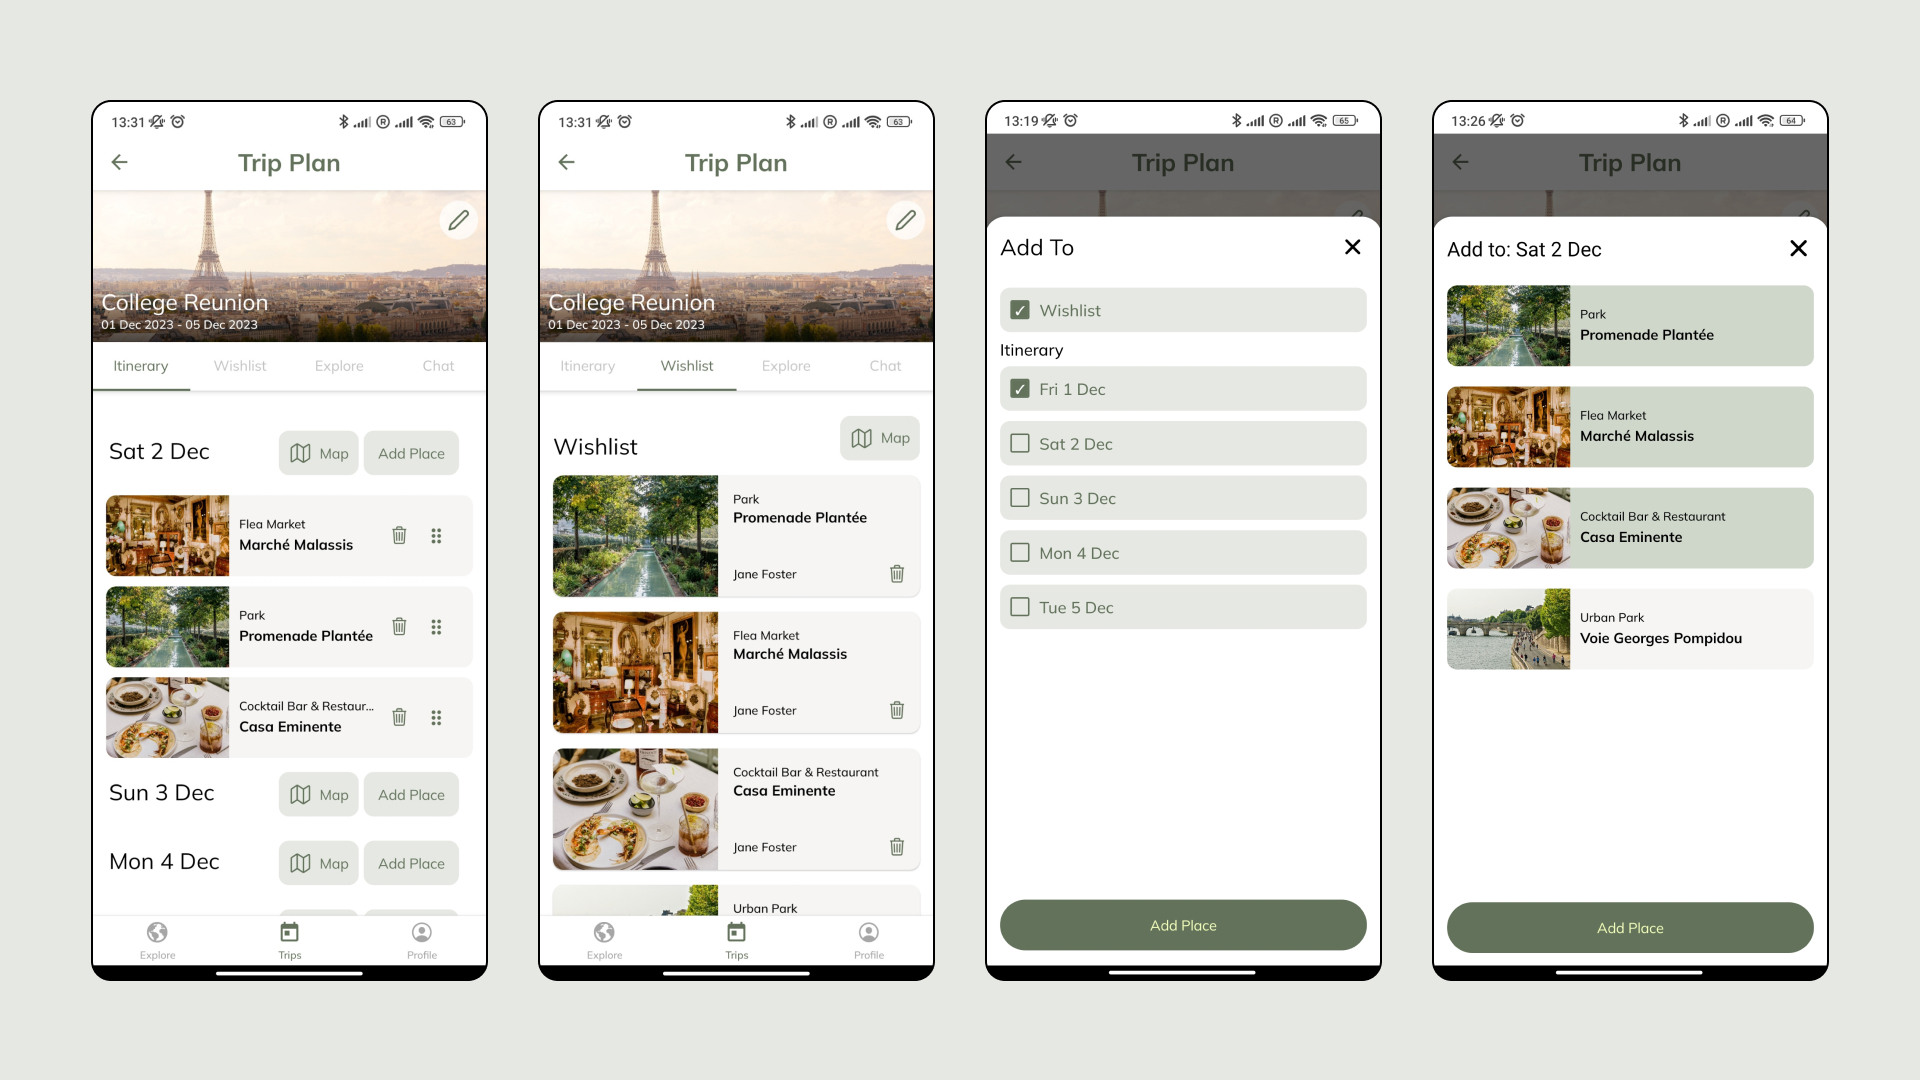 13:31
63
Trip Plan
College Reunion
01 Dec 2023 - 05 Dec 2023
Itinerary
Wishlist
Explore
Chat
Sat 2 Dec
Map
Add Place
Flea Market
Marché Malassis
Park
Promenade Plantée
Cocktail Bar & Restaur...
Casa Eminente
Sun 3 Dec
Map
Add Place
Mon 4 Dec
Map
Add Place
Explore
Trips
Profile
13:31
63
Trip Plan
College Reunion
01 Dec 2023 - 05 Dec 2023
Itinerary
Wishlist
Explore
Chat
Wishlist
Map
Park
Promenade Plantée
Jane Foster
Flea Market
Marché Malassis
Jane Foster
Cocktail Bar & Restaurant
Casa Eminente
Jane Foster
Urban Park
Explore
Trips
Profile
13:19
65
Trip Plan
Add To
Wishlist
Itinerary
Fri 1 Dec
Sat 2 Dec
Sun 3 Dec
Mon 4 Dec
Tue 5 Dec
Add Place
13:26
64
Trip Plan
Add to: Sat 2 Dec
Park
Promenade Plantée
Flea Market
Marché Malassis
Cocktail Bar & Restaurant
Casa Eminente
Urban Park
Voie Georges Pompidou
Add Place